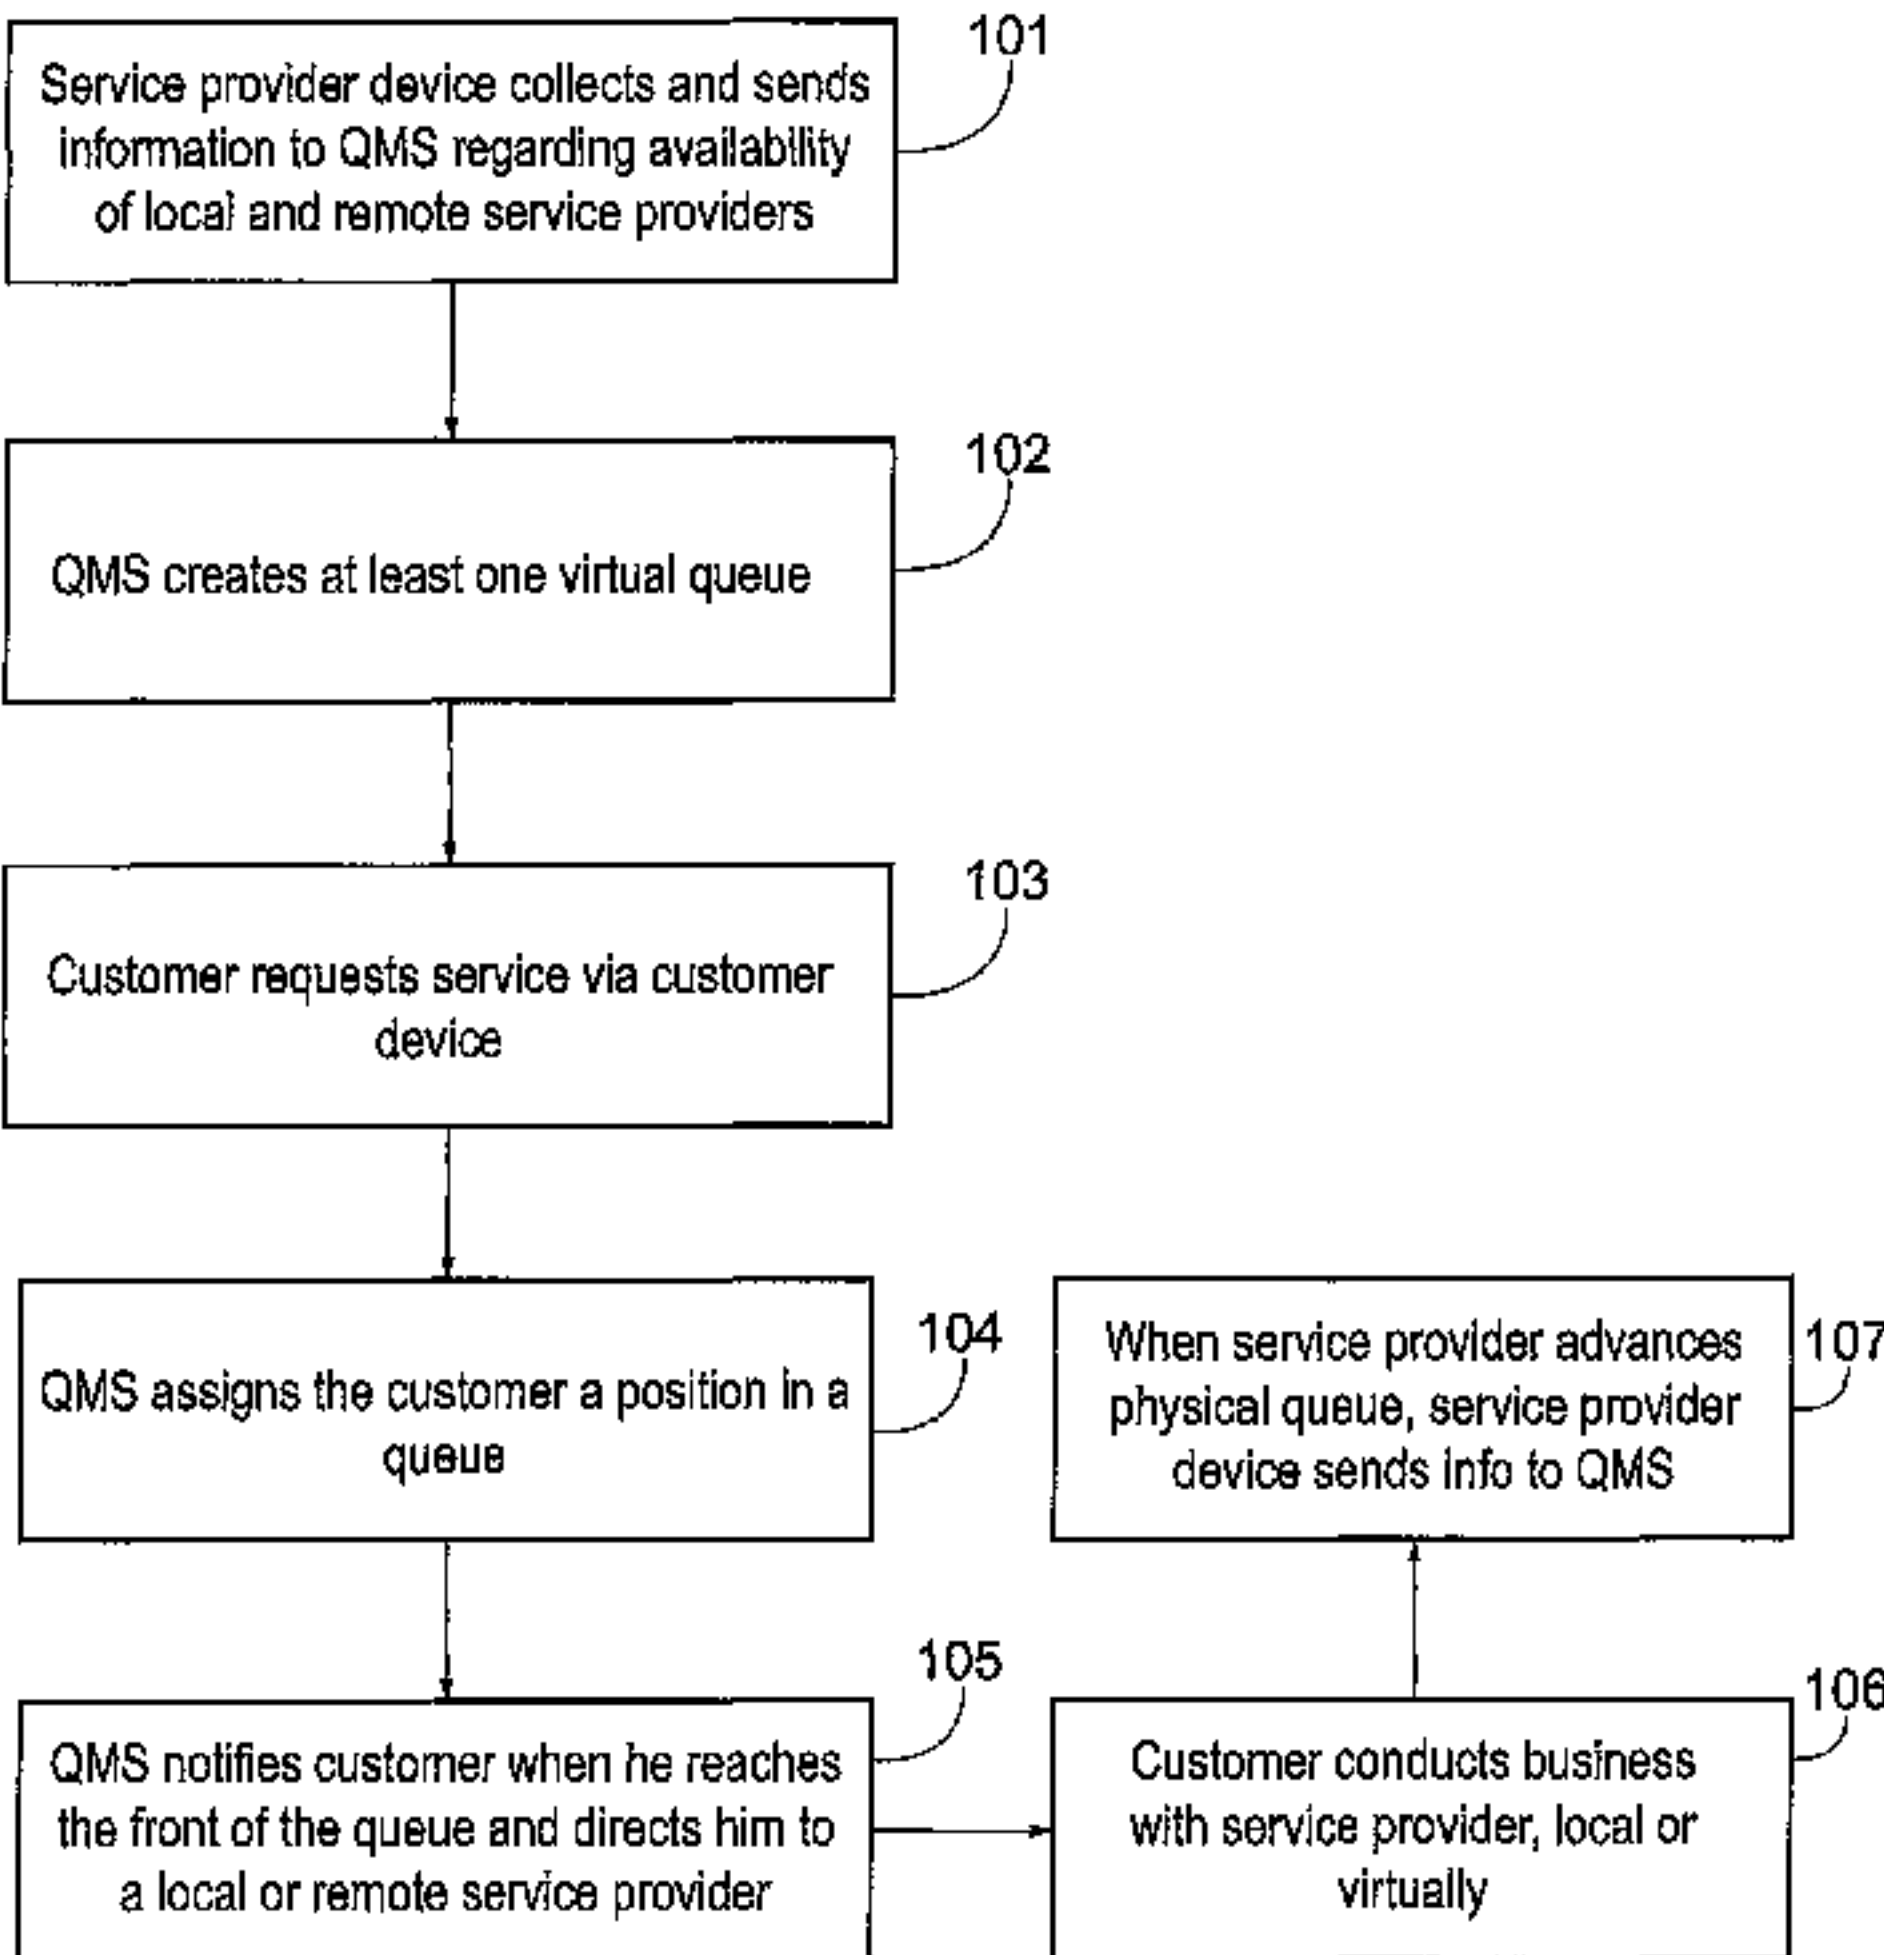 101
Service provider device collects and sends
information to QMS regarding availability
of local and remote service providers
102
QMS creates at least one virtual queue
103
Customer requests service via customer
device
104
QMS assigns the customer a position in a
queue
105
QMS notifies customer when he reaches
the front of the queue and directs him to
a local or remote service provider
106
Customer conducts business
with service provider, local or
virtually
107
When service provider advances
physical queue, service provider
device sends info to QMS